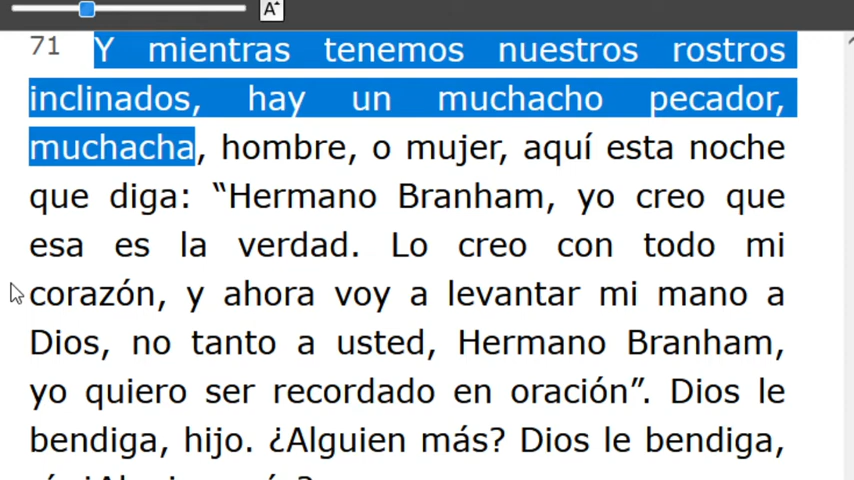 A
71 Y mientras tenemos nuestros rostros
inclinados, hay un muchacho pecador,
muchacha, hombre, o mujer, aquí esta noche
que diga: “Hermano Branham, yo creo que
esa es la verdad. Lo creo con todo mi
corazón, y ahora voy a levantar mi mano a
Dios, no tanto a usted, Hermano Branham,
yo quiero ser recordado en oración”. Dios le
bendiga, hijo. ¿Alguien más? Dios le bendiga,